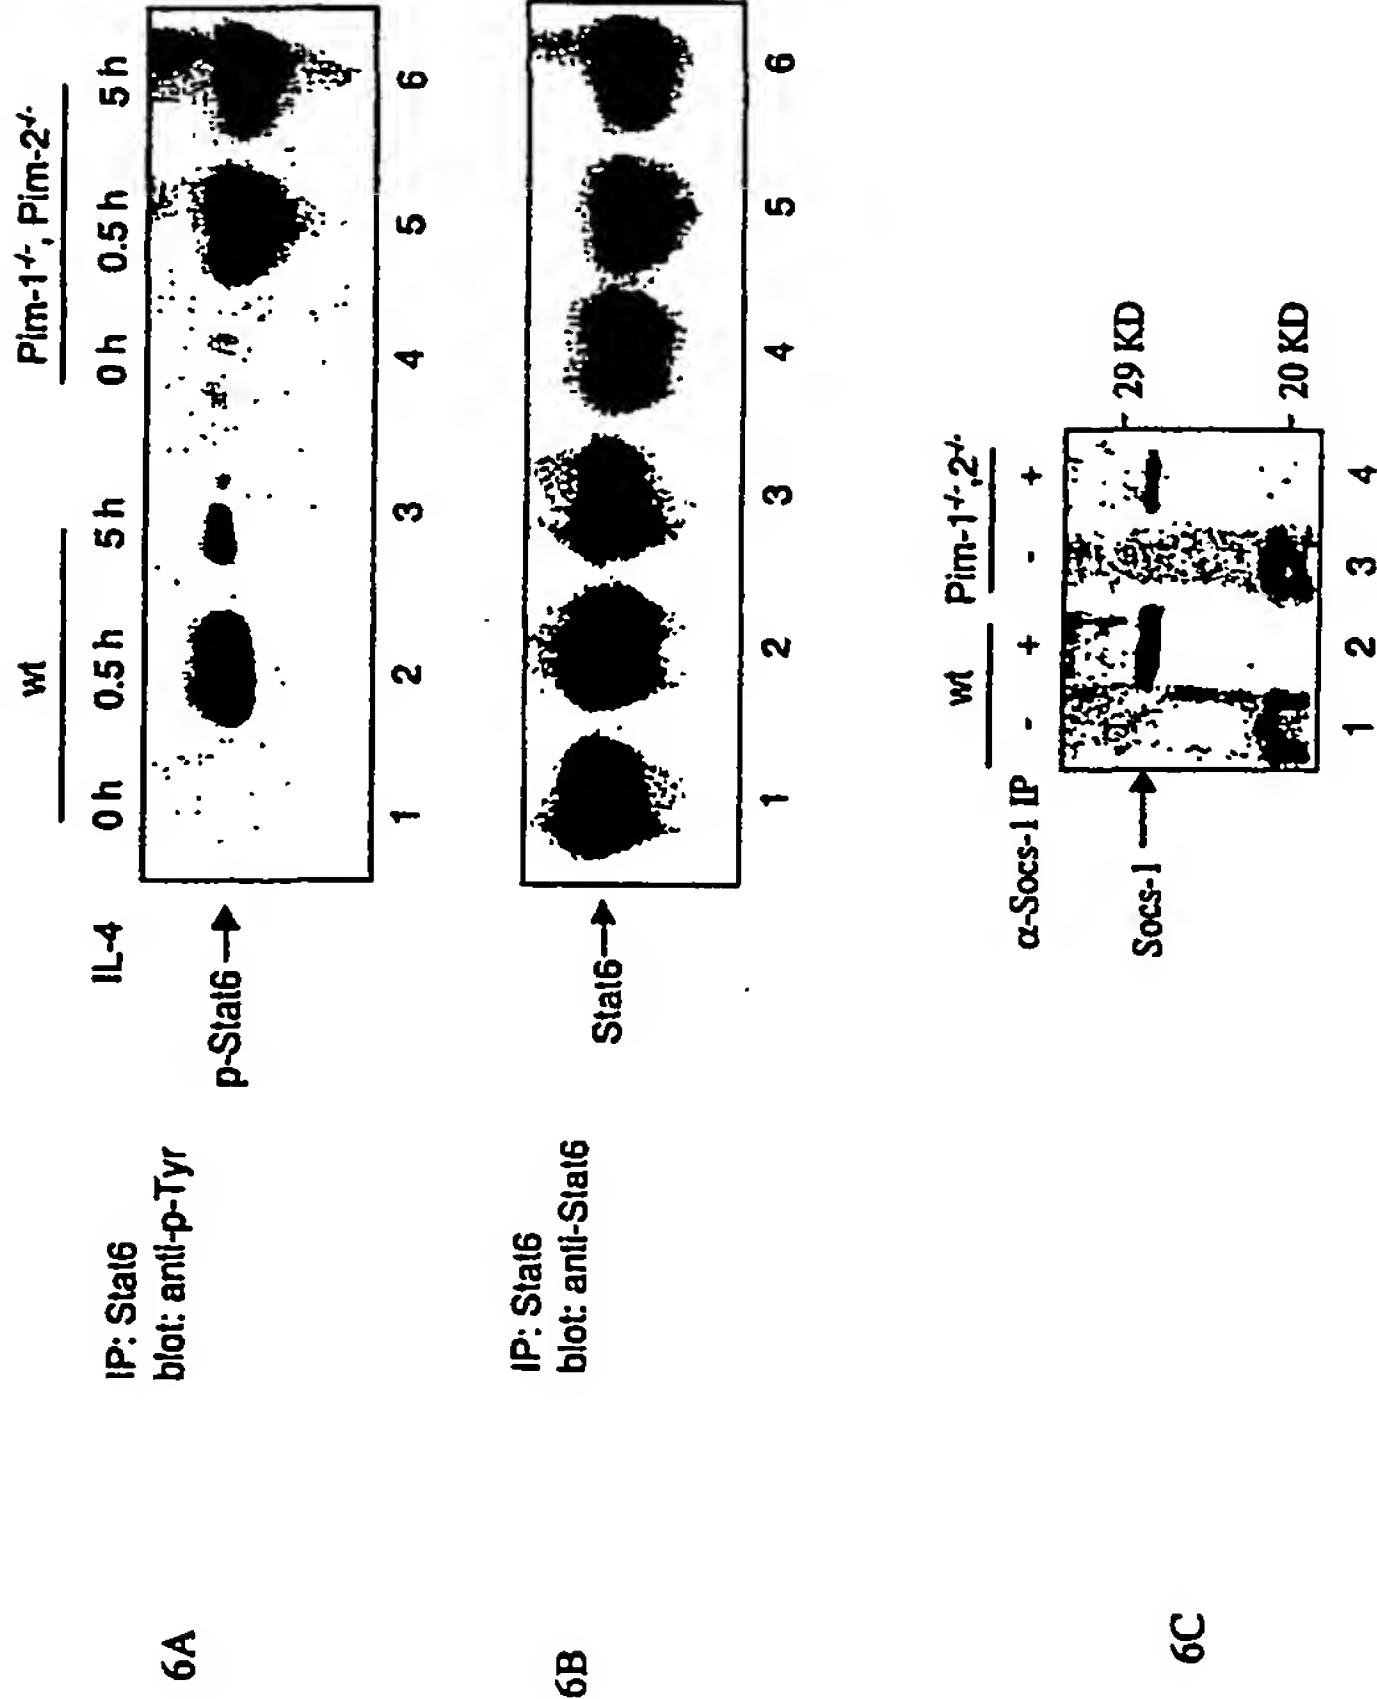 wt Pim-1-/-, Pim-2-/-
IL-4 0 h 0.5 h 5 h 0 h 0.5 h 5 h
IP: Stat6
blot: anti-p-Tyr
p-Stat6
6A
1 2 3 4 5 6
IP: Stat6
blot: anti-Stat6
Stat6
6B
1 2 3 4 5 6
wt Pim-1-/-,2-/-
α-Socs-1 IP - + - +
29 KD
Socs-1
20 KD
6C
1 2 3 4